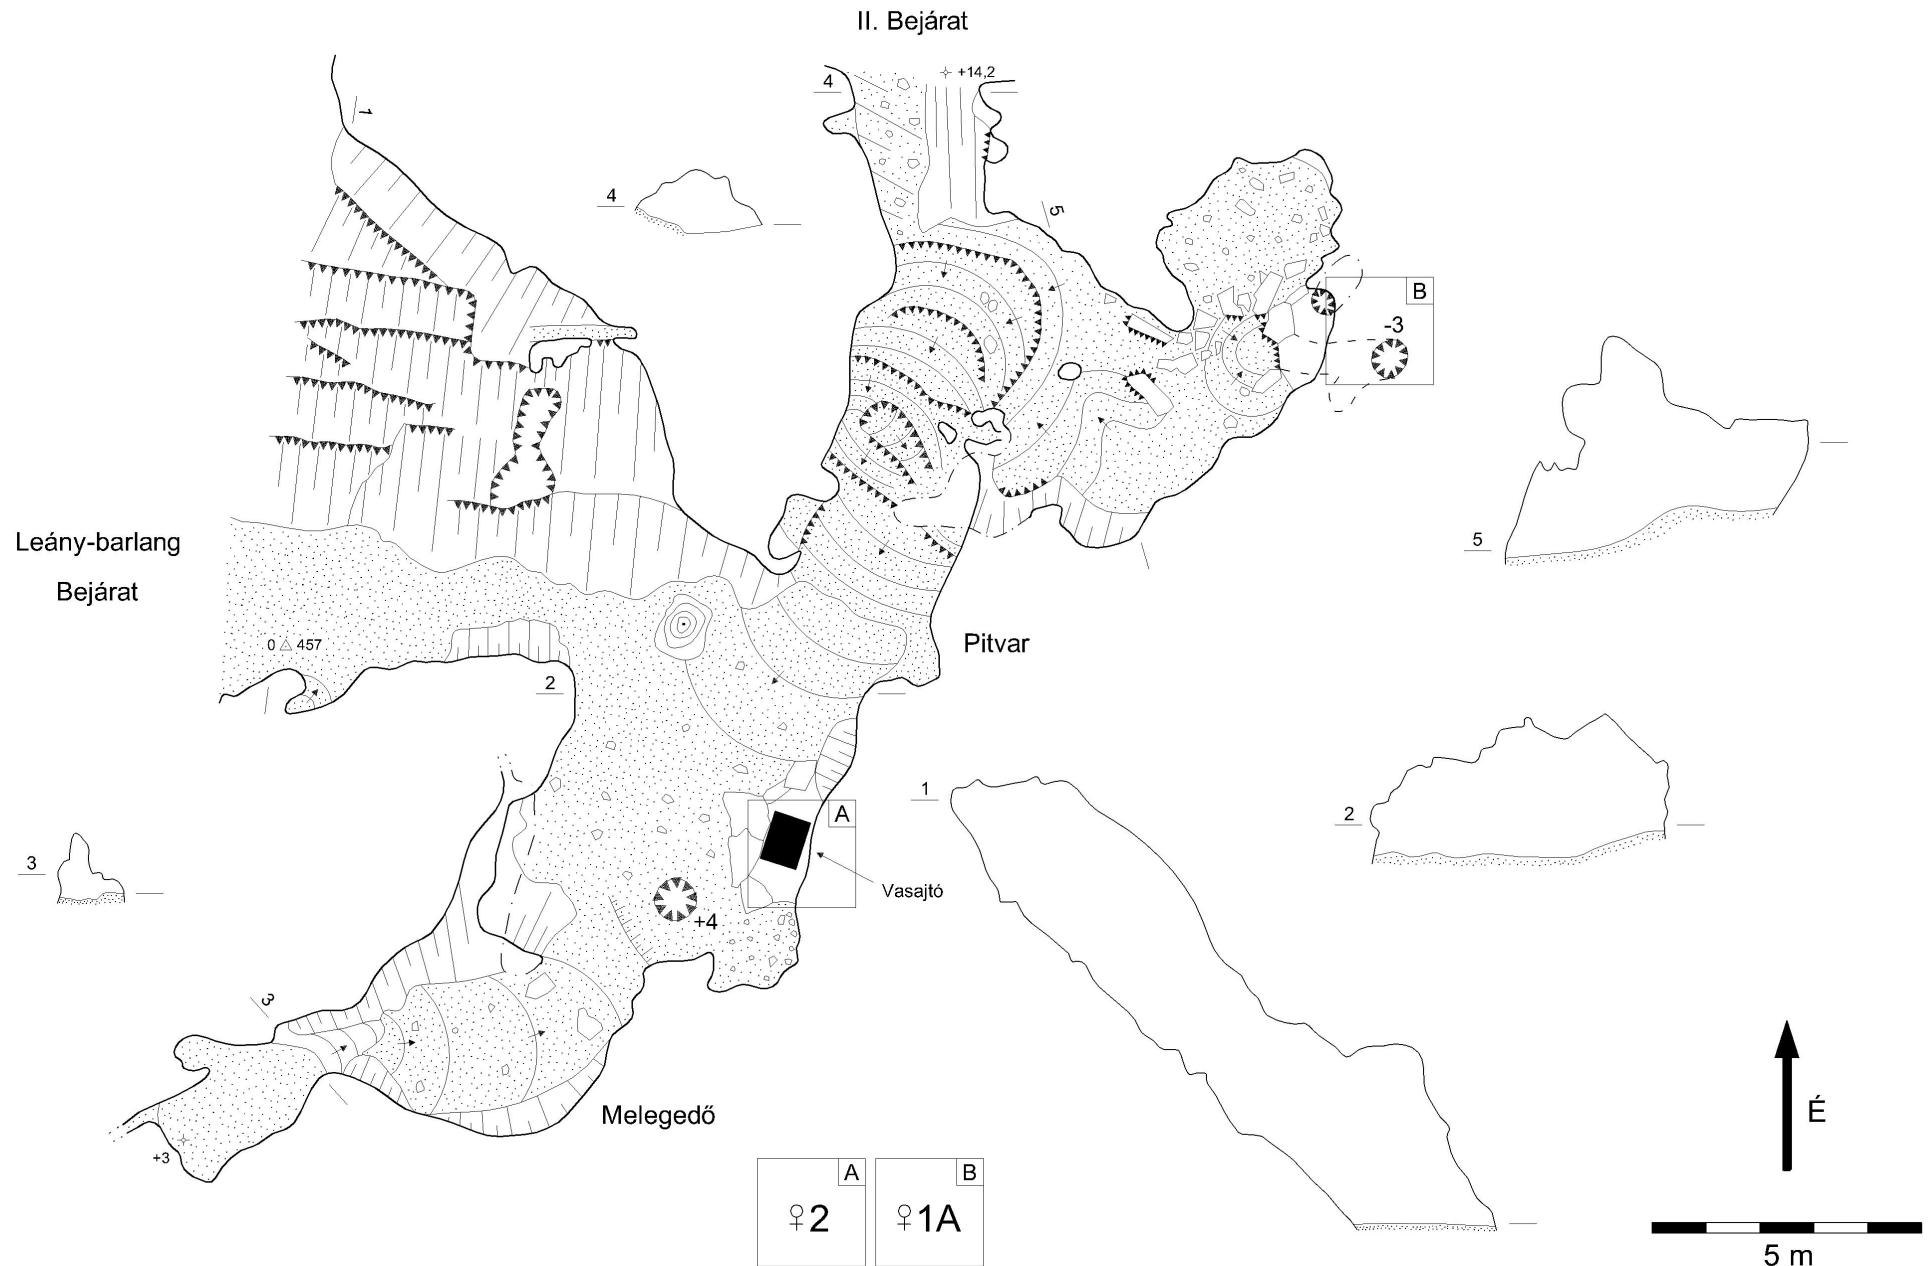 II. Bejárat
4
+14,2
1
4
5
B
-3
5
Leány-barlang
Bejárat
0 △ 457
Pitvar
2
1
2
A
3
Vasajtó
+4
3
Melegedő
+3
É
A
♀2
B
♀1A
5 m